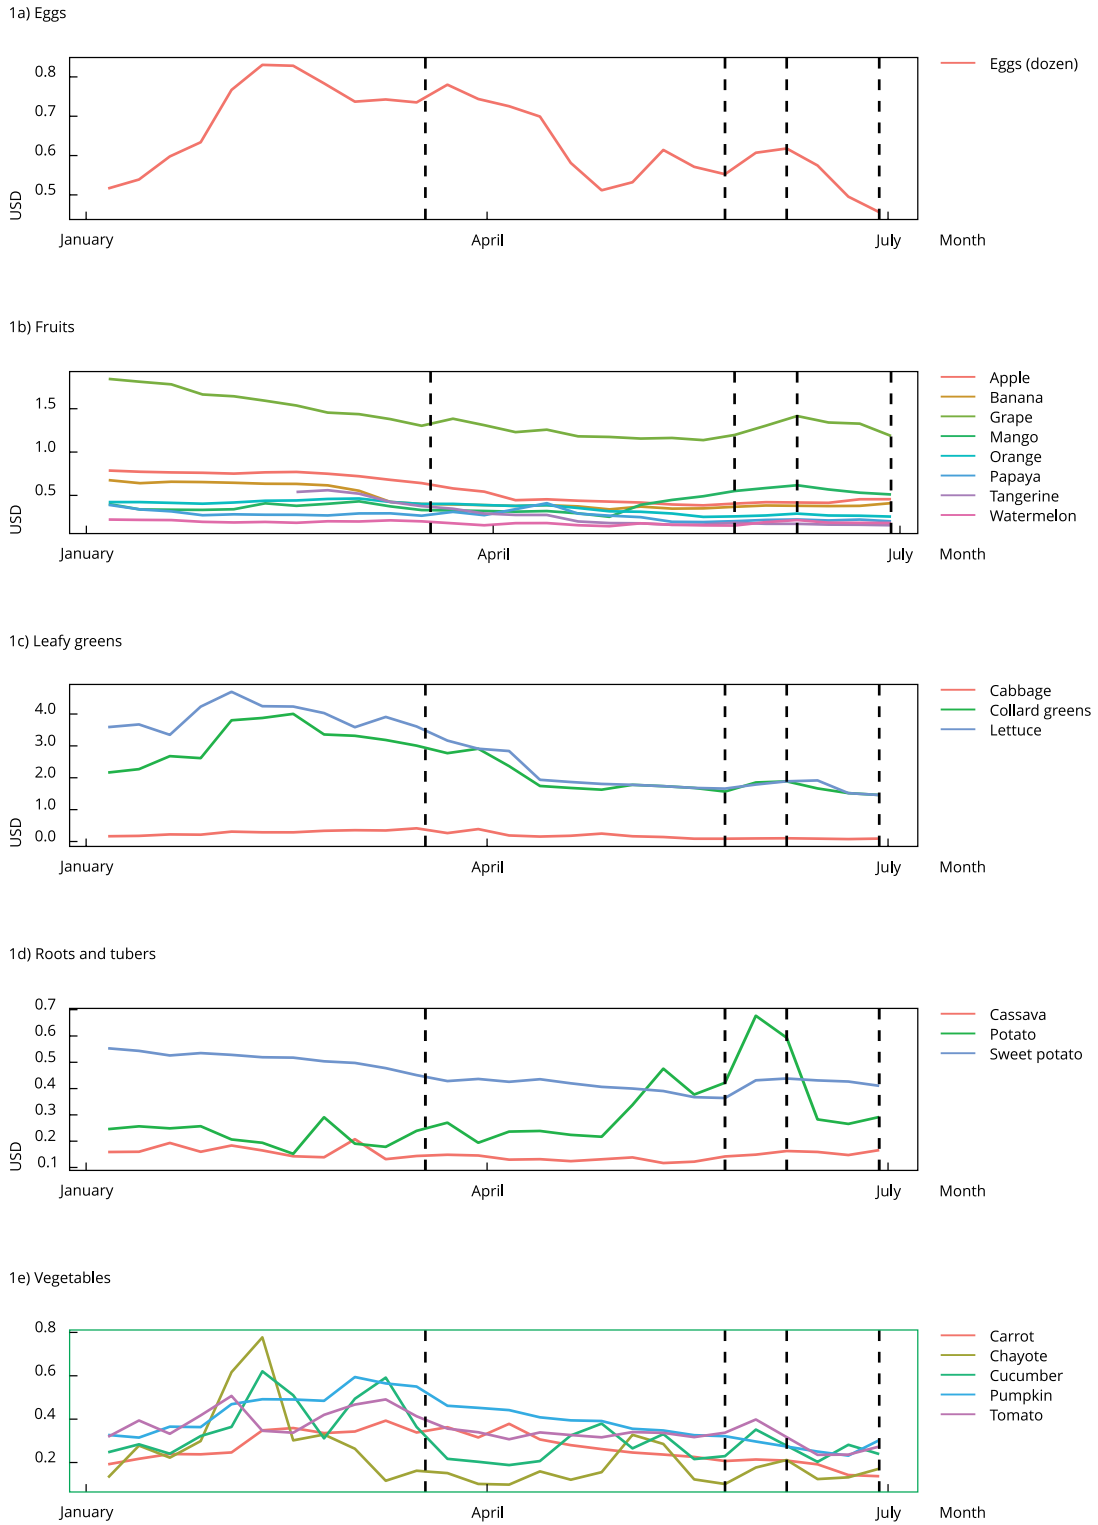 1a) Eggs
0.8
0.7
0.6
0.5
USD
January
April
July
Month
Eggs (dozen)
1b) Fruits
1.5
1.0
0.5
USD
January
April
July
Month
Apple
Banana
Grape
Mango
Orange
Papaya
Tangerine
Watermelon
1c) Leafy greens
4.0
3.0
2.0
1.0
0.0
USD
January
April
July
Month
Cabbage
Collard greens
Lettuce
1d) Roots and tubers
0.7
0.6
0.5
0.4
0.3
0.2
0.1
USD
January
April
July
Month
Cassava
Potato
Sweet potato
1e) Vegetables
0.8
0.6
0.4
0.2
USD
January
April
July
Month
Carrot
Chayote
Cucumber
Pumpkin
Tomato